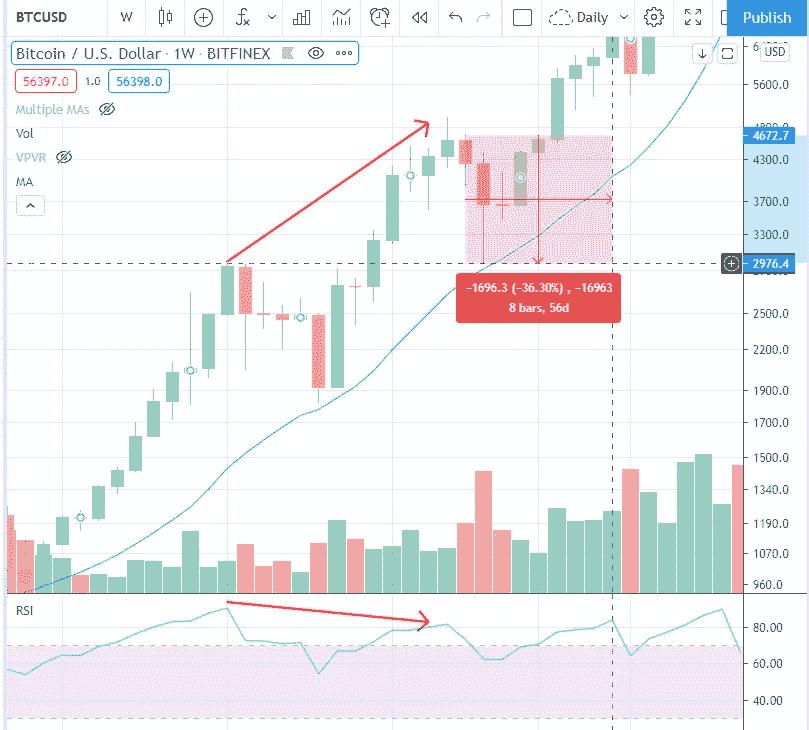 BTCUSD W Daily Publish
Bitcoin / U.S. Dollar · 1W · BITFINEX
USD
56397.0 1.0 56398.0
Multiple MAs
Vol
VPVR
MA
5600.0
4672.7
4300.0
3700.0
3300.0
2976.4
−1696.3 (−36.30%) , −16963
8 bars, 56d
2500.0
2200.0
1900.0
1700.0
1500.0
1340.0
1190.0
1070.0
960.0
RSI
80.00
60.00
40.00